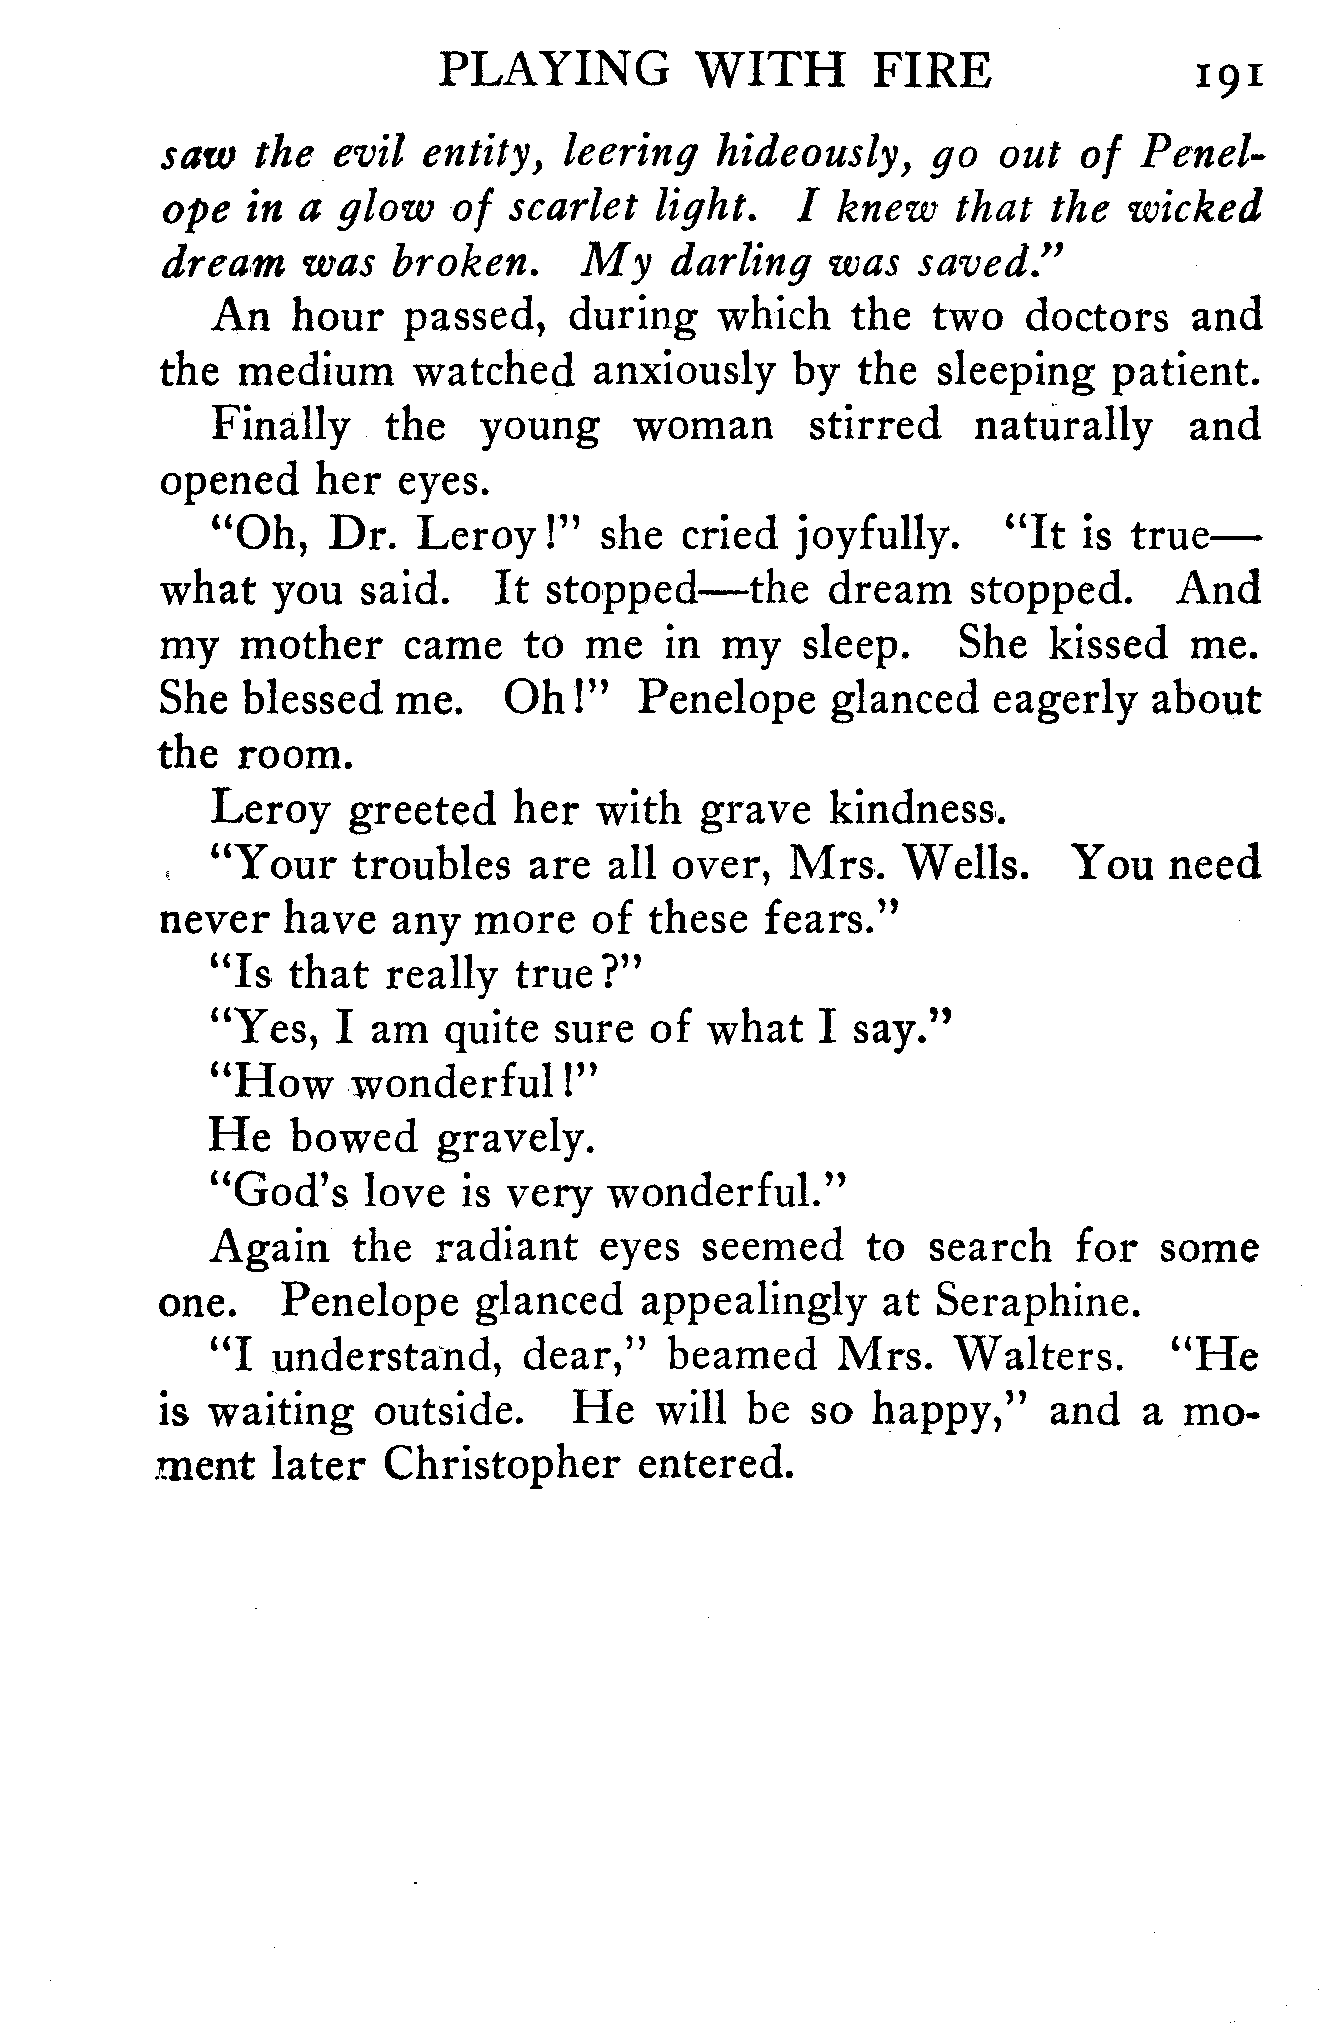 PLAYING WITH FIRE 191
saw the evil entity, leering hideously, go out of Penel-
ope in a glow of scarlet light. I knew that the wicked
dream was broken. My darling was saved."
An hour passed, during which the two doctors and
the medium watched anxiously by the sleeping patient.
Finally the young woman stirred naturally and
opened her eyes.
"Oh, Dr. Leroy!" she cried joyfully. "It is true—
what you said. It stopped—the dream stopped. And
my mother came to me in my sleep. She kissed me.
She blessed me. Oh!" Penelope glanced eagerly about
the room.
Leroy greeted her with grave kindness.
"Your troubles are all over, Mrs. Wells. You need
never have any more of these fears."
"Is that really true?"
"Yes, I am quite sure of what I say."
"How wonderful!"
He bowed gravely.
"God's love is very wonderful."
Again the radiant eyes seemed to search for some
one. Penelope glanced appealingly at Seraphine.
"I understand, dear," beamed Mrs. Walters. "He
is waiting outside. He will be so happy," and a mo-
ment later Christopher entered.